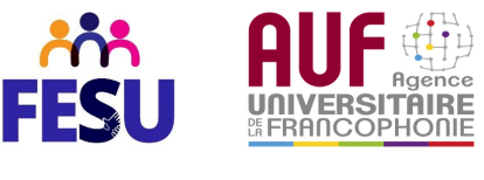 FESU
AUF
Agence
UNIVERSITAIRE
DE LA FRANCOPHONIE